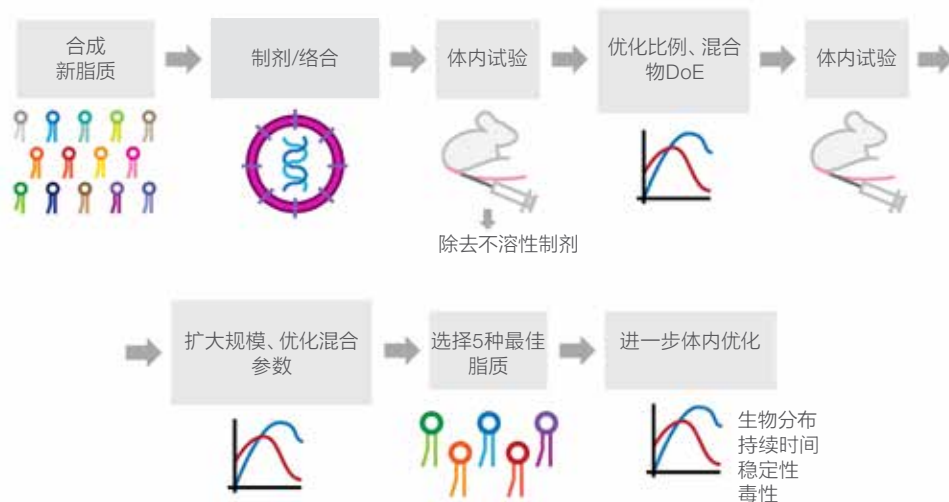 合成
新脂质
制剂/络合
体内试验
优化比例、混合
物DoE
体内试验
除去不溶性制剂
扩大规模、优化混合
参数
选择5种最佳
脂质
进一步体内优化
生物分布
持续时间
稳定性
毒性